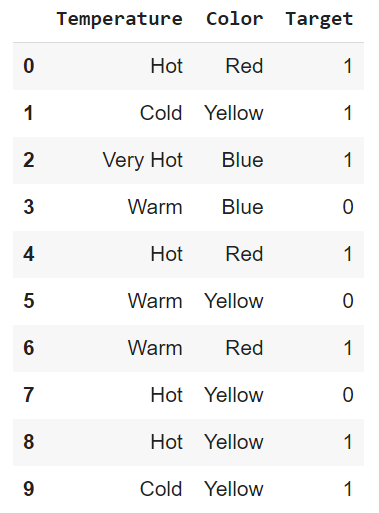 Temperature Color Target
0 Hot Red 1
1 Cold Yellow 1
2 Very Hot Blue 1
3 Warm Blue 0
4 Hot Red 1
5 Warm Yellow 0
6 Warm Red 1
7 Hot Yellow 0
8 Hot Yellow 1
9 Cold Yellow 1